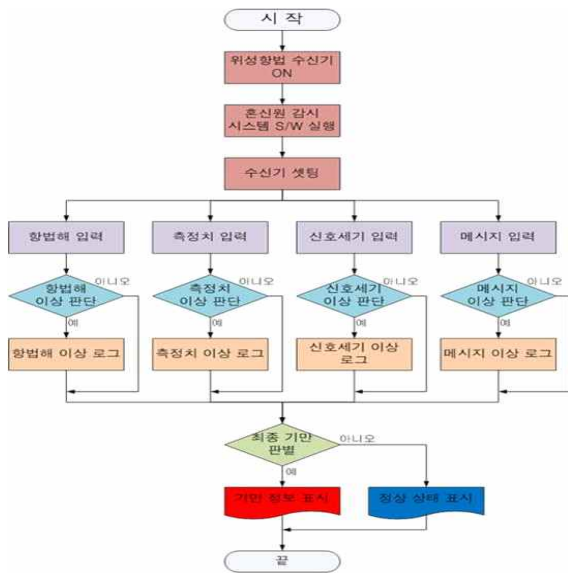 시 작
위성항법 수신기
ON
혼신원 감시
시스템 S/W 실행
수신기 셋팅
항법해 입력
측정치 입력
신호세기 입력
메시지 입력
항법해
이상 판단
아니오
측정치
이상 판단
아니오
신호세기
이상 판단
아니오
메시지
이상 판단
아니오
예
예
예
예
항법해 이상 로그
측정치 이상 로그
신호세기 이상
로그
메시지 이상 로그
최종 기만
판별
아니오
예
기만 정보 표시
정상 상태 표시
끝